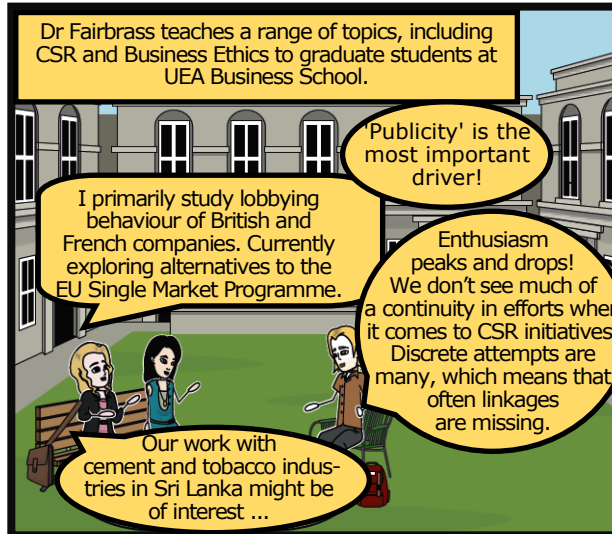 Dr Fairbrass teaches a range of topics, including
CSR and Business Ethics to graduate students at
UEA Business School.
'Publicity' is the
most important
driver!
I primarily study lobbying
behaviour of British and
French companies. Currently
exploring alternatives to the
EU Single Market Programme.
Enthusiasm
peaks and drops!
We don't see much of
a continuity in efforts when
it comes to CSR initiatives
Discrete attempts are
many, which means that
often linkages
are missing.
Our work with
cement and tobacco indus-
tries in Sri Lanka might be
of interest ...